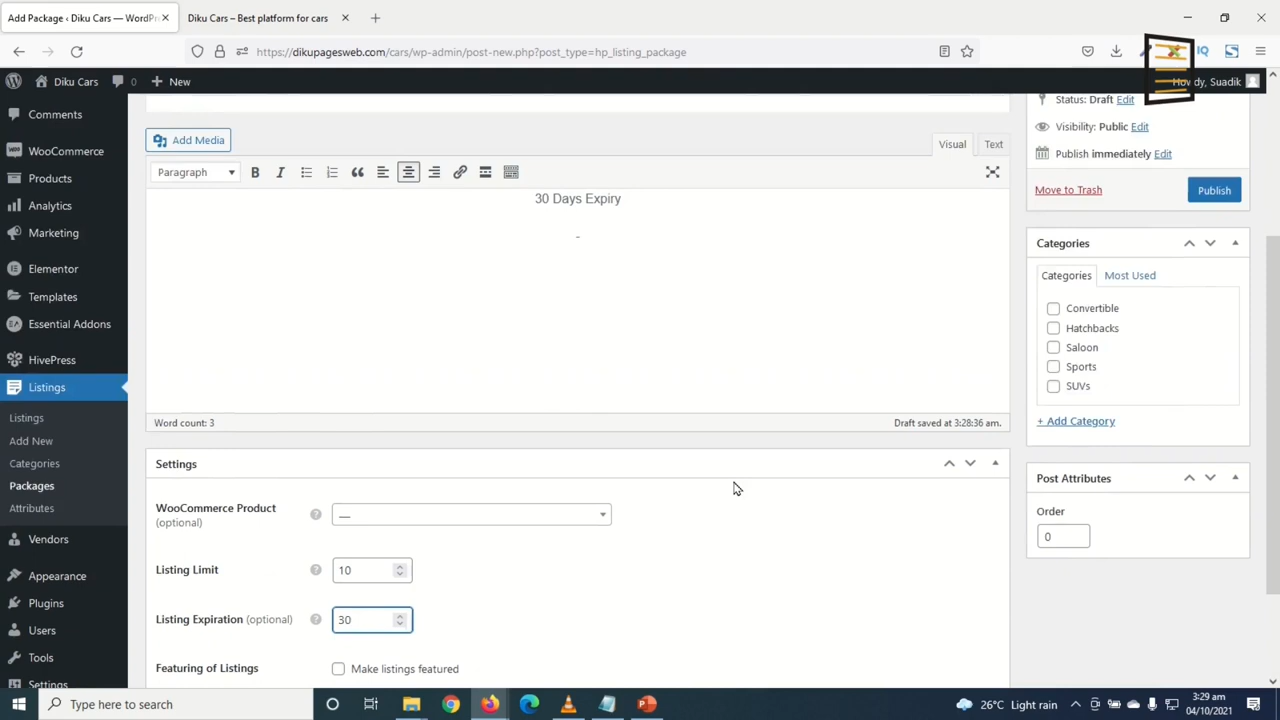 Add Package ‹ Diku Cars — WordPr
Diku Cars – Best platform for cars
https://dikupagesweb.com/cars/wp-admin/post-new.php?post_type=hp_listing_package
Diku Cars
0
New
Suadik
Comments
WooCommerce
Products
Analytics
Marketing
Elementor
Templates
Essential Addons
HivePress
Listings
Listings
Add New
Categories
Packages
Attributes
Vendors
Appearance
Plugins
Users
Tools
Settings
Add Media
Visual
Text
Paragraph
30 Days Expiry
-
Word count: 3
Draft saved at 3:28:36 am.
Settings
WooCommerce Product
(optional)
—
Listing Limit
10
Listing Expiration (optional)
30
Featuring of Listings
Make listings featured
Status: Draft Edit
Visibility: Public Edit
Publish immediately Edit
Move to Trash
Publish
Categories
Categories
Most Used
Convertible
Hatchbacks
Saloon
Sports
SUVs
+ Add Category
Post Attributes
Order
0
Type here to search
26°C Light rain
3:29 am
04/10/2021